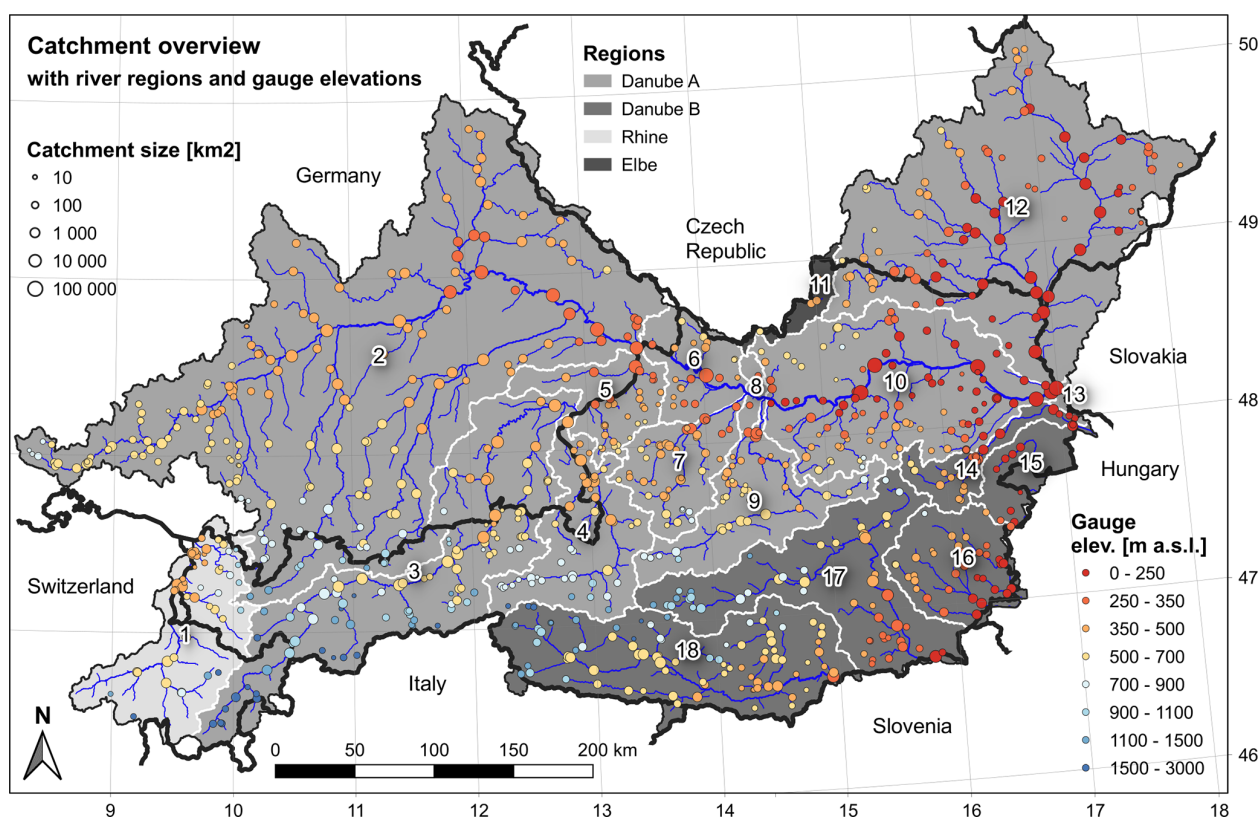 Catchment overview
with river regions and gauge elevations
Catchment size [km2]
10
100
1 000
10 000
100 000
Regions
Danube A
Danube B
Rhine
Elbe
Germany
Czech
Republic
Slovakia
Hungary
Switzerland
Italy
Slovenia
1
2
3
4
5
6
7
8
9
10
11
12
13
14
15
16
17
18
Gauge
elev. [m a.s.l.]
0 - 250
250 - 350
350 - 500
500 - 700
700 - 900
900 - 1100
1100 - 1500
1500 - 3000
N
0 50 100 150 200 km
50
49
48
47
46
9 10 11 12 13 14 15 16 17 18